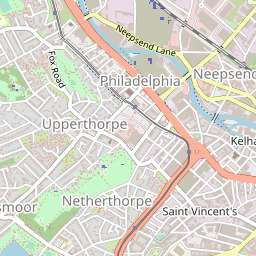 Neepsend Lane
Fox Road
Philadelphia
Neepsend
Upperthorpe
Kelha
smoor
Netherthorpe
Saint Vincent's